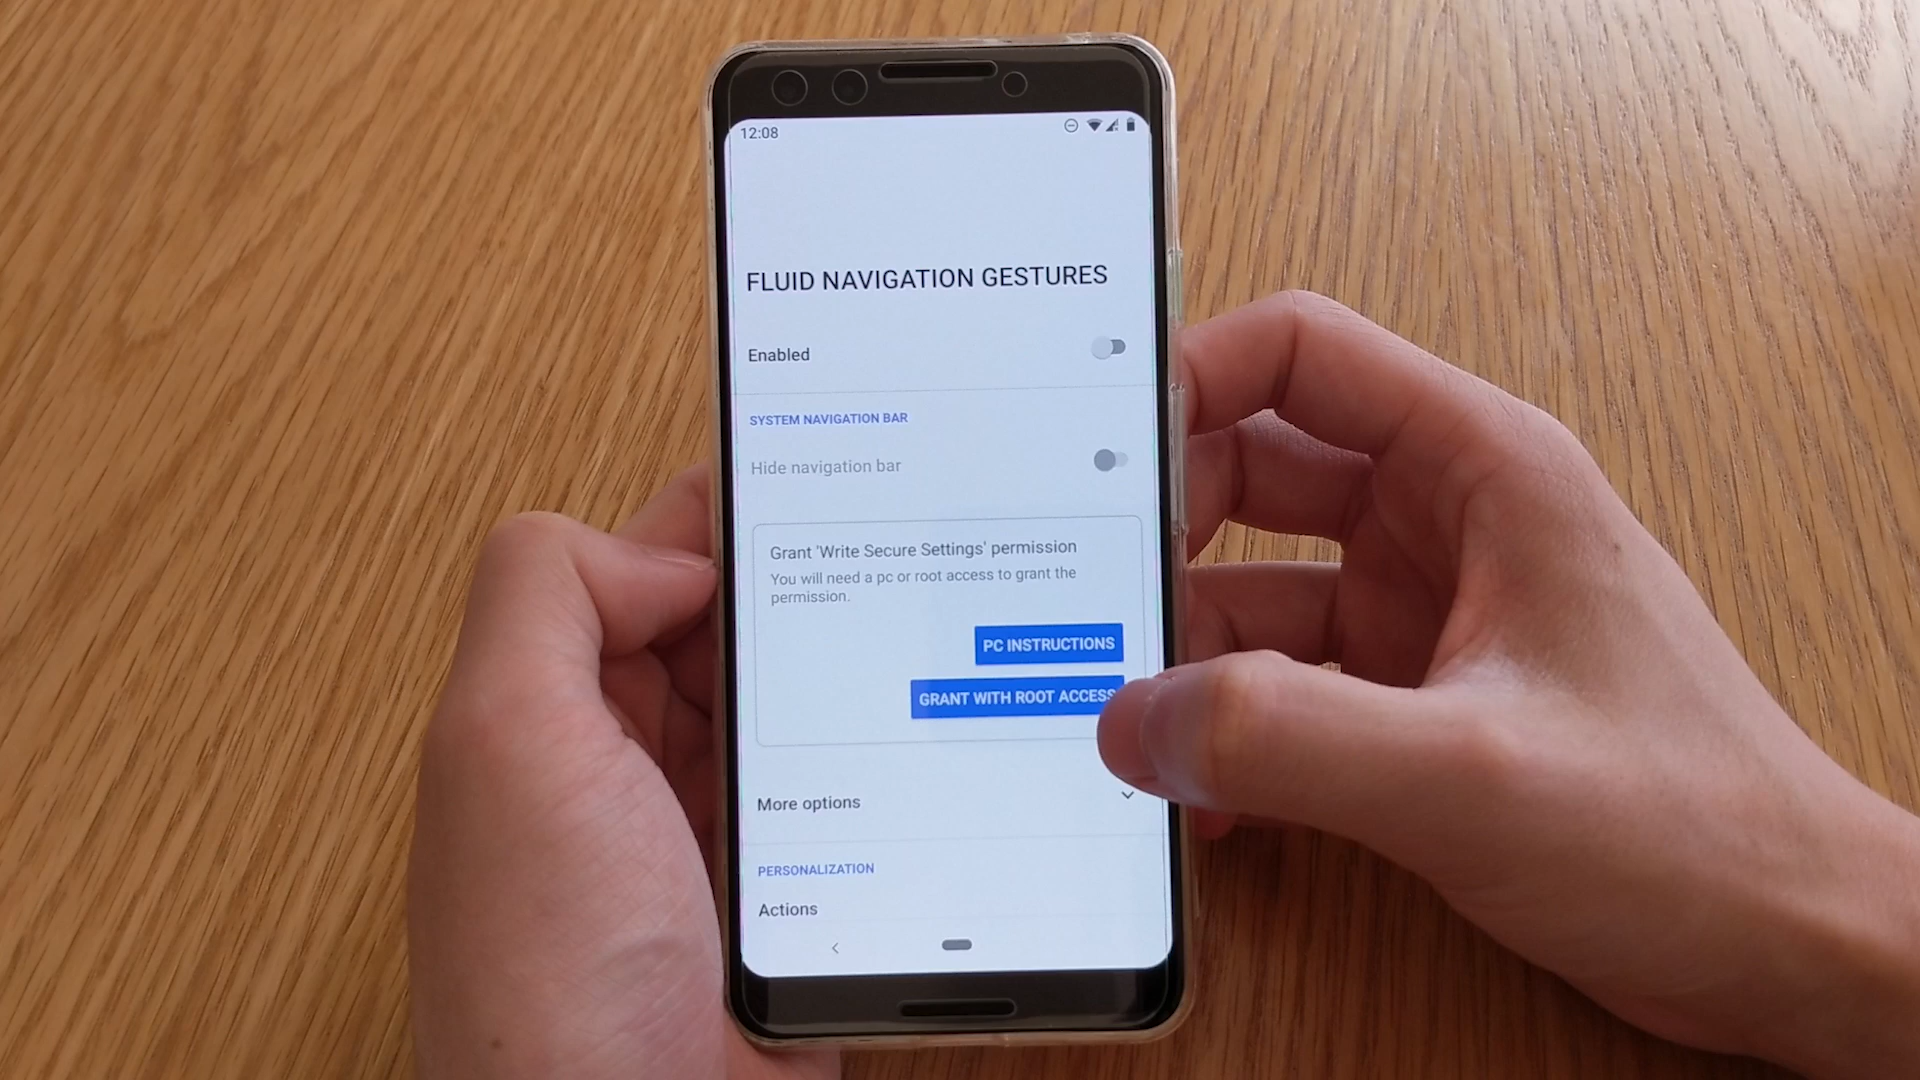 12:08
FLUID NAVIGATION GESTURES
Enabled
SYSTEM NAVIGATION BAR
Hide navigation bar
Grant 'Write Secure Settings' permission
You will need a pc or root access to grant the
permission.
PC INSTRUCTIONS
GRANT WITH ROOT ACCESS
More options
PERSONALIZATION
Actions